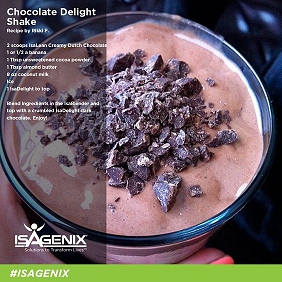 Chocolate Delight
Shake
Recipe by Rikki F.
2 scoops IsaLean Creamy Dutch Chocolate
1 or 1/2 a banana
1 Tbsp unsweetened cocoa powder
1 Tbsp almond butter
8 oz coconut milk
Ice
1 IsaDelight to top
Blend ingredients in the IsaBlender and
top with a crumbled IsaDelight dark
chocolate. Enjoy!
ISAGENIX
Solutions to Transform Lives™
#ISAGENIX